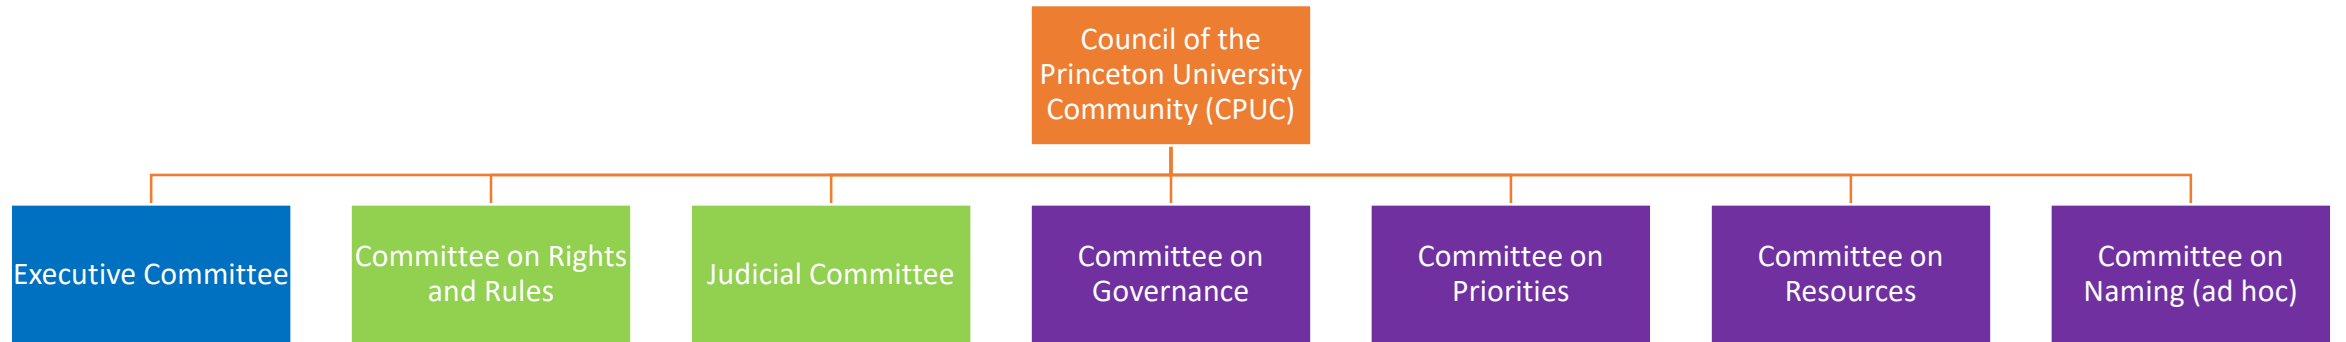 Council of the
Princeton University
Community (CPUC)
Executive Committee
Committee on Rights
and Rules
Judicial Committee
Committee on
Governance
Committee on
Priorities
Committee on
Resources
Committee on
Naming (ad hoc)